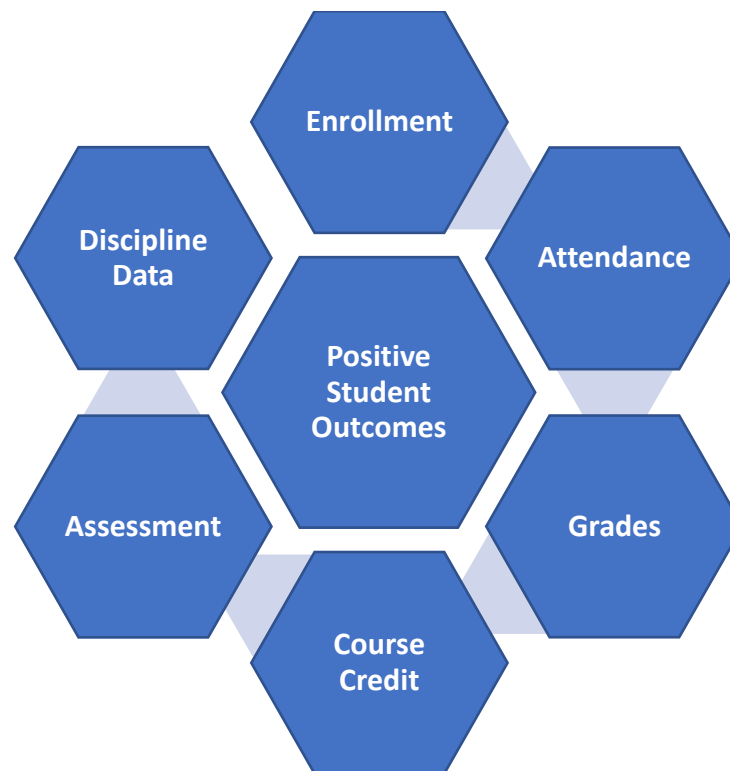 Enrollment
Attendance
Grades
Course
Credit
Assessment
Discipline
Data
Positive
Student
Outcomes